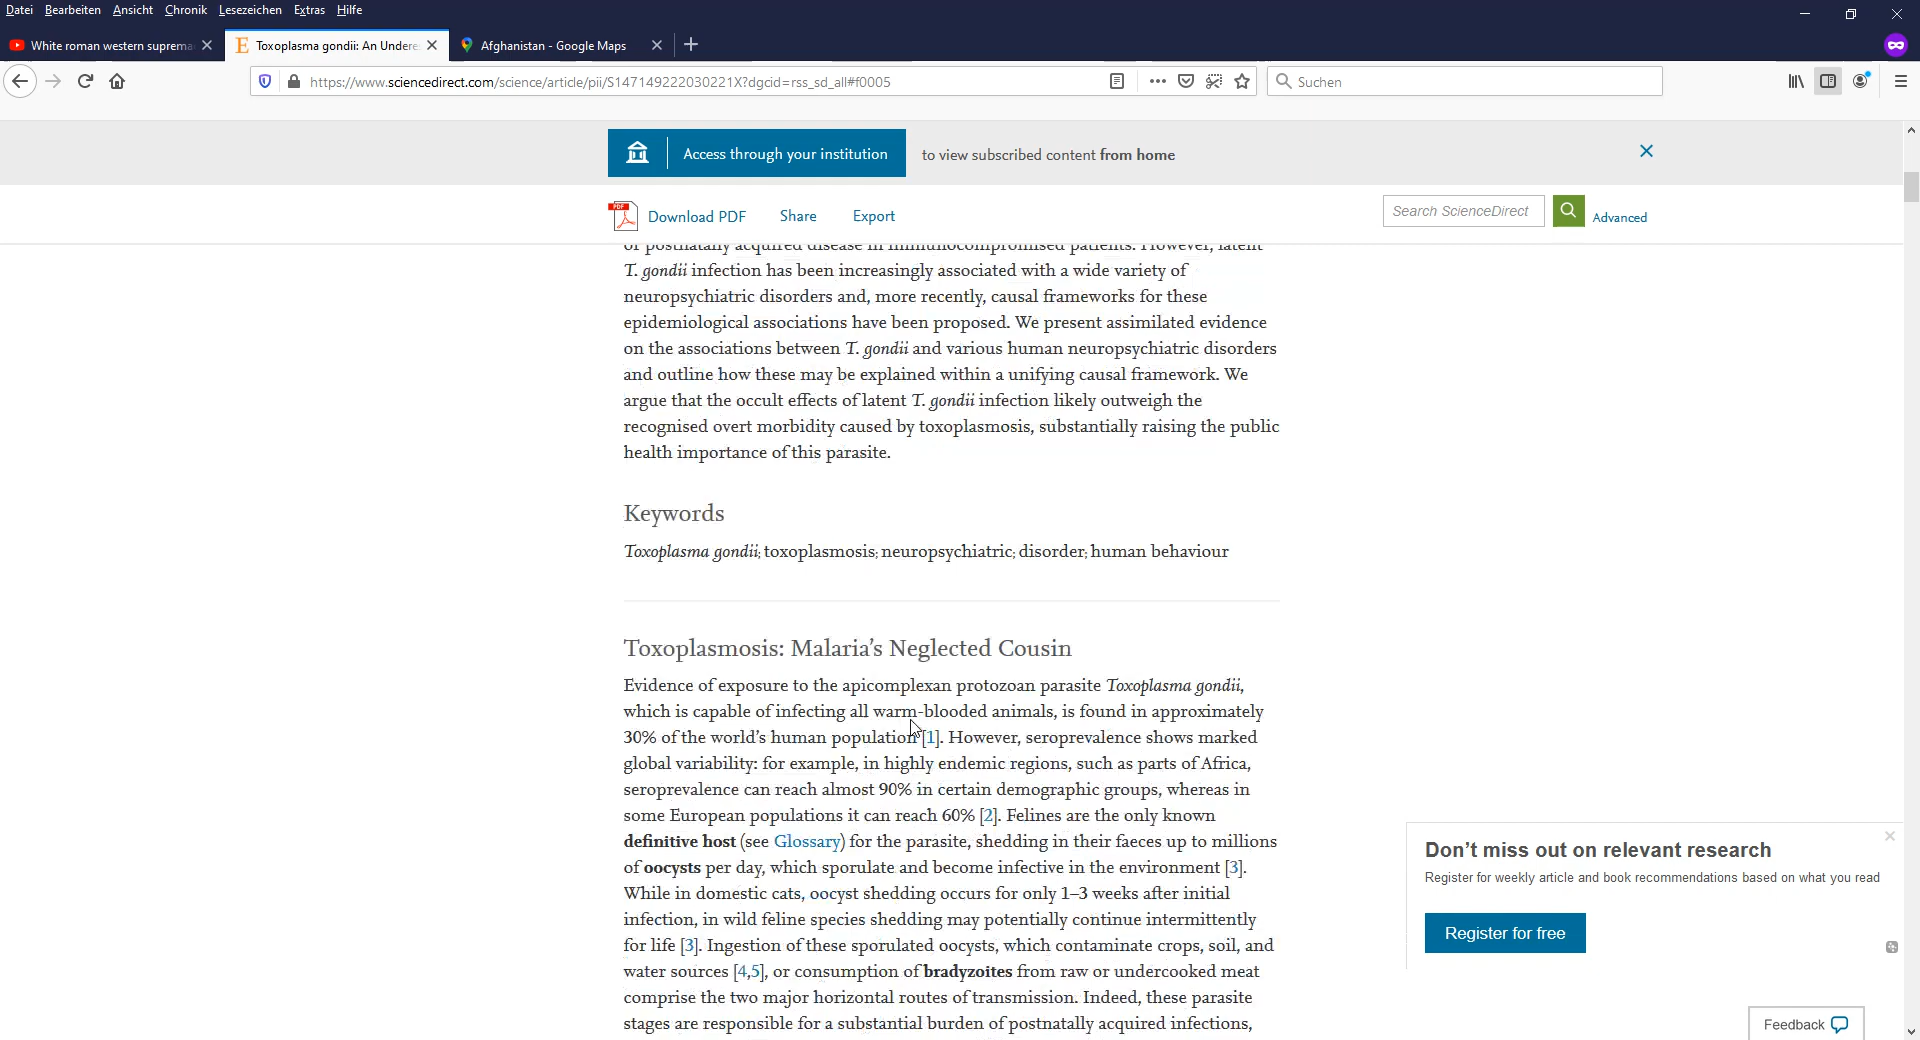 Datei Bearbeiten Ansicht Chronik Lesezeichen Extras Hilfe
White roman western suprema
Toxoplasma gondii: An Undere
Afghanistan - Google Maps
https://www.sciencedirect.com/science/article/pii/S147149222030221X?dgcid=rss_sd_all#f0005
Suchen
Access through your institution to view subscribed content from home
Download PDF Share Export
Search ScienceDirect Advanced
of postnatally acquired disease in immunocompromised patients. However, latent
T. gondii infection has been increasingly associated with a wide variety of
neuropsychiatric disorders and, more recently, causal frameworks for these
epidemiological associations have been proposed. We present assimilated evidence
on the associations between T. gondii and various human neuropsychiatric disorders
and outline how these may be explained within a unifying causal framework. We
argue that the occult effects of latent T. gondii infection likely outweigh the
recognised overt morbidity caused by toxoplasmosis, substantially raising the public
health importance of this parasite.
Keywords
Toxoplasma gondii; toxoplasmosis; neuropsychiatric; disorder; human behaviour
Toxoplasmosis: Malaria's Neglected Cousin
Evidence of exposure to the apicomplexan protozoan parasite Toxoplasma gondii,
which is capable of infecting all warm-blooded animals, is found in approximately
30% of the world's human population [1]. However, seroprevalence shows marked
global variability: for example, in highly endemic regions, such as parts of Africa,
seroprevalence can reach almost 90% in certain demographic groups, whereas in
some European populations it can reach 60% [2]. Felines are the only known
definitive host (see Glossary) for the parasite, shedding in their faeces up to millions
of oocysts per day, which sporulate and become infective in the environment [3].
While in domestic cats, oocyst shedding occurs for only 1–3 weeks after initial
infection, in wild feline species shedding may potentially continue intermittently
for life [3]. Ingestion of these sporulated oocysts, which contaminate crops, soil, and
water sources [4,5], or consumption of bradyzoites from raw or undercooked meat
comprise the two major horizontal routes of transmission. Indeed, these parasite
stages are responsible for a substantial burden of postnatally acquired infections,
Don't miss out on relevant research
Register for weekly article and book recommendations based on what you read
Register for free
Feedback